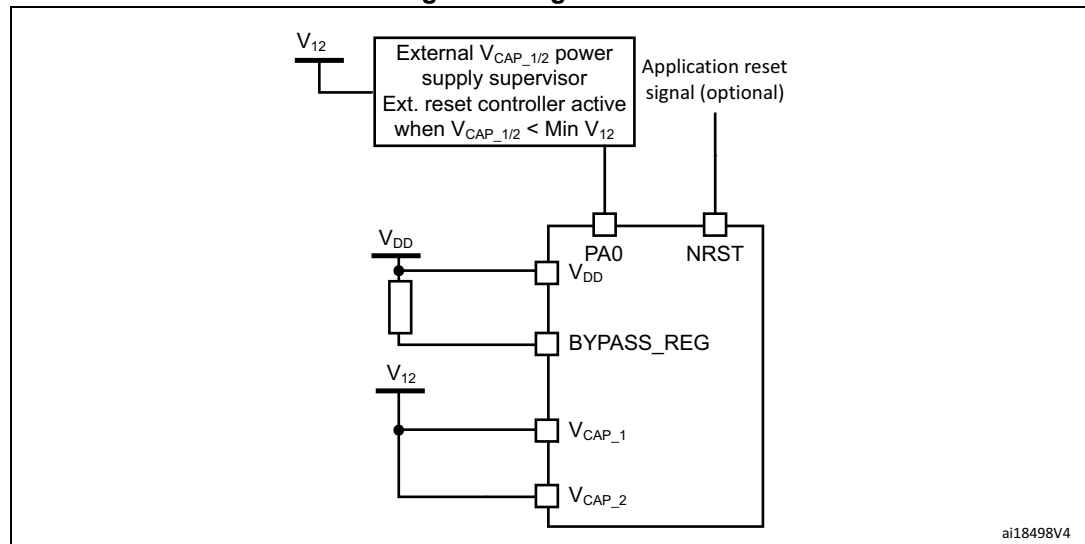 V12
External VCAP_1/2 power
supply supervisor
Ext. reset controller active
when VCAP_1/2 < Min V12
Application reset
signal (optional)
PA0
NRST
VDD
VDD
BYPASS_REG
V12
VCAP_1
VCAP_2
ai18498V4